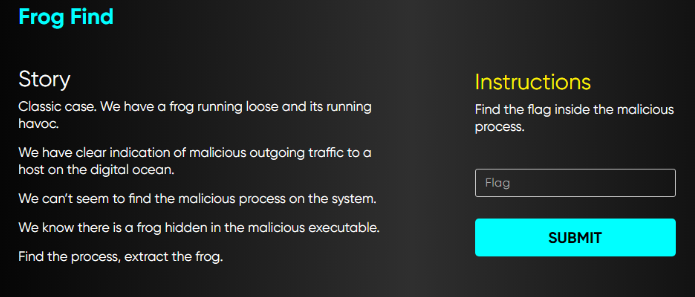 Frog Find
Story
Classic case. We have a frog running loose and its running
havoc.
We have clear indication of malicious outgoing traffic to a
host on the digital ocean.
We can't seem to find the malicious process on the system.
We know there is a frog hidden in the malicious executable.
Find the process, extract the frog.
Instructions
Find the flag inside the malicious
process.
Flag
SUBMIT